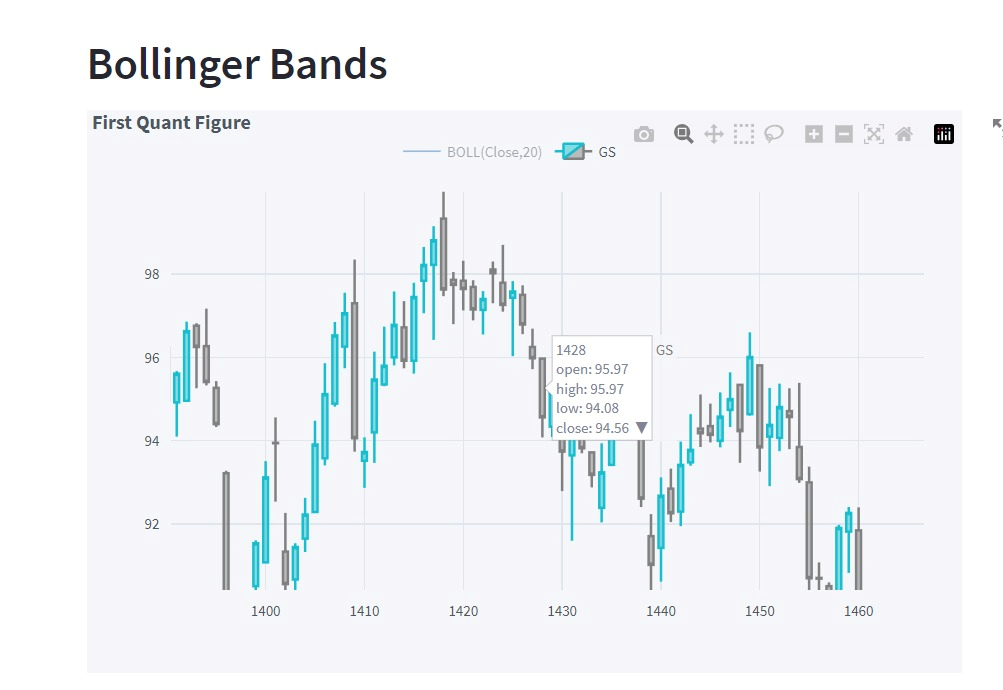 Bollinger Bands
First Quant Figure
BOLL(Close,20) GS
98
96
94
92
1428
open: 95.97
high: 95.97
low: 94.08
close: 94.56 ▼
GS
1400 1410 1420 1430 1440 1450 1460